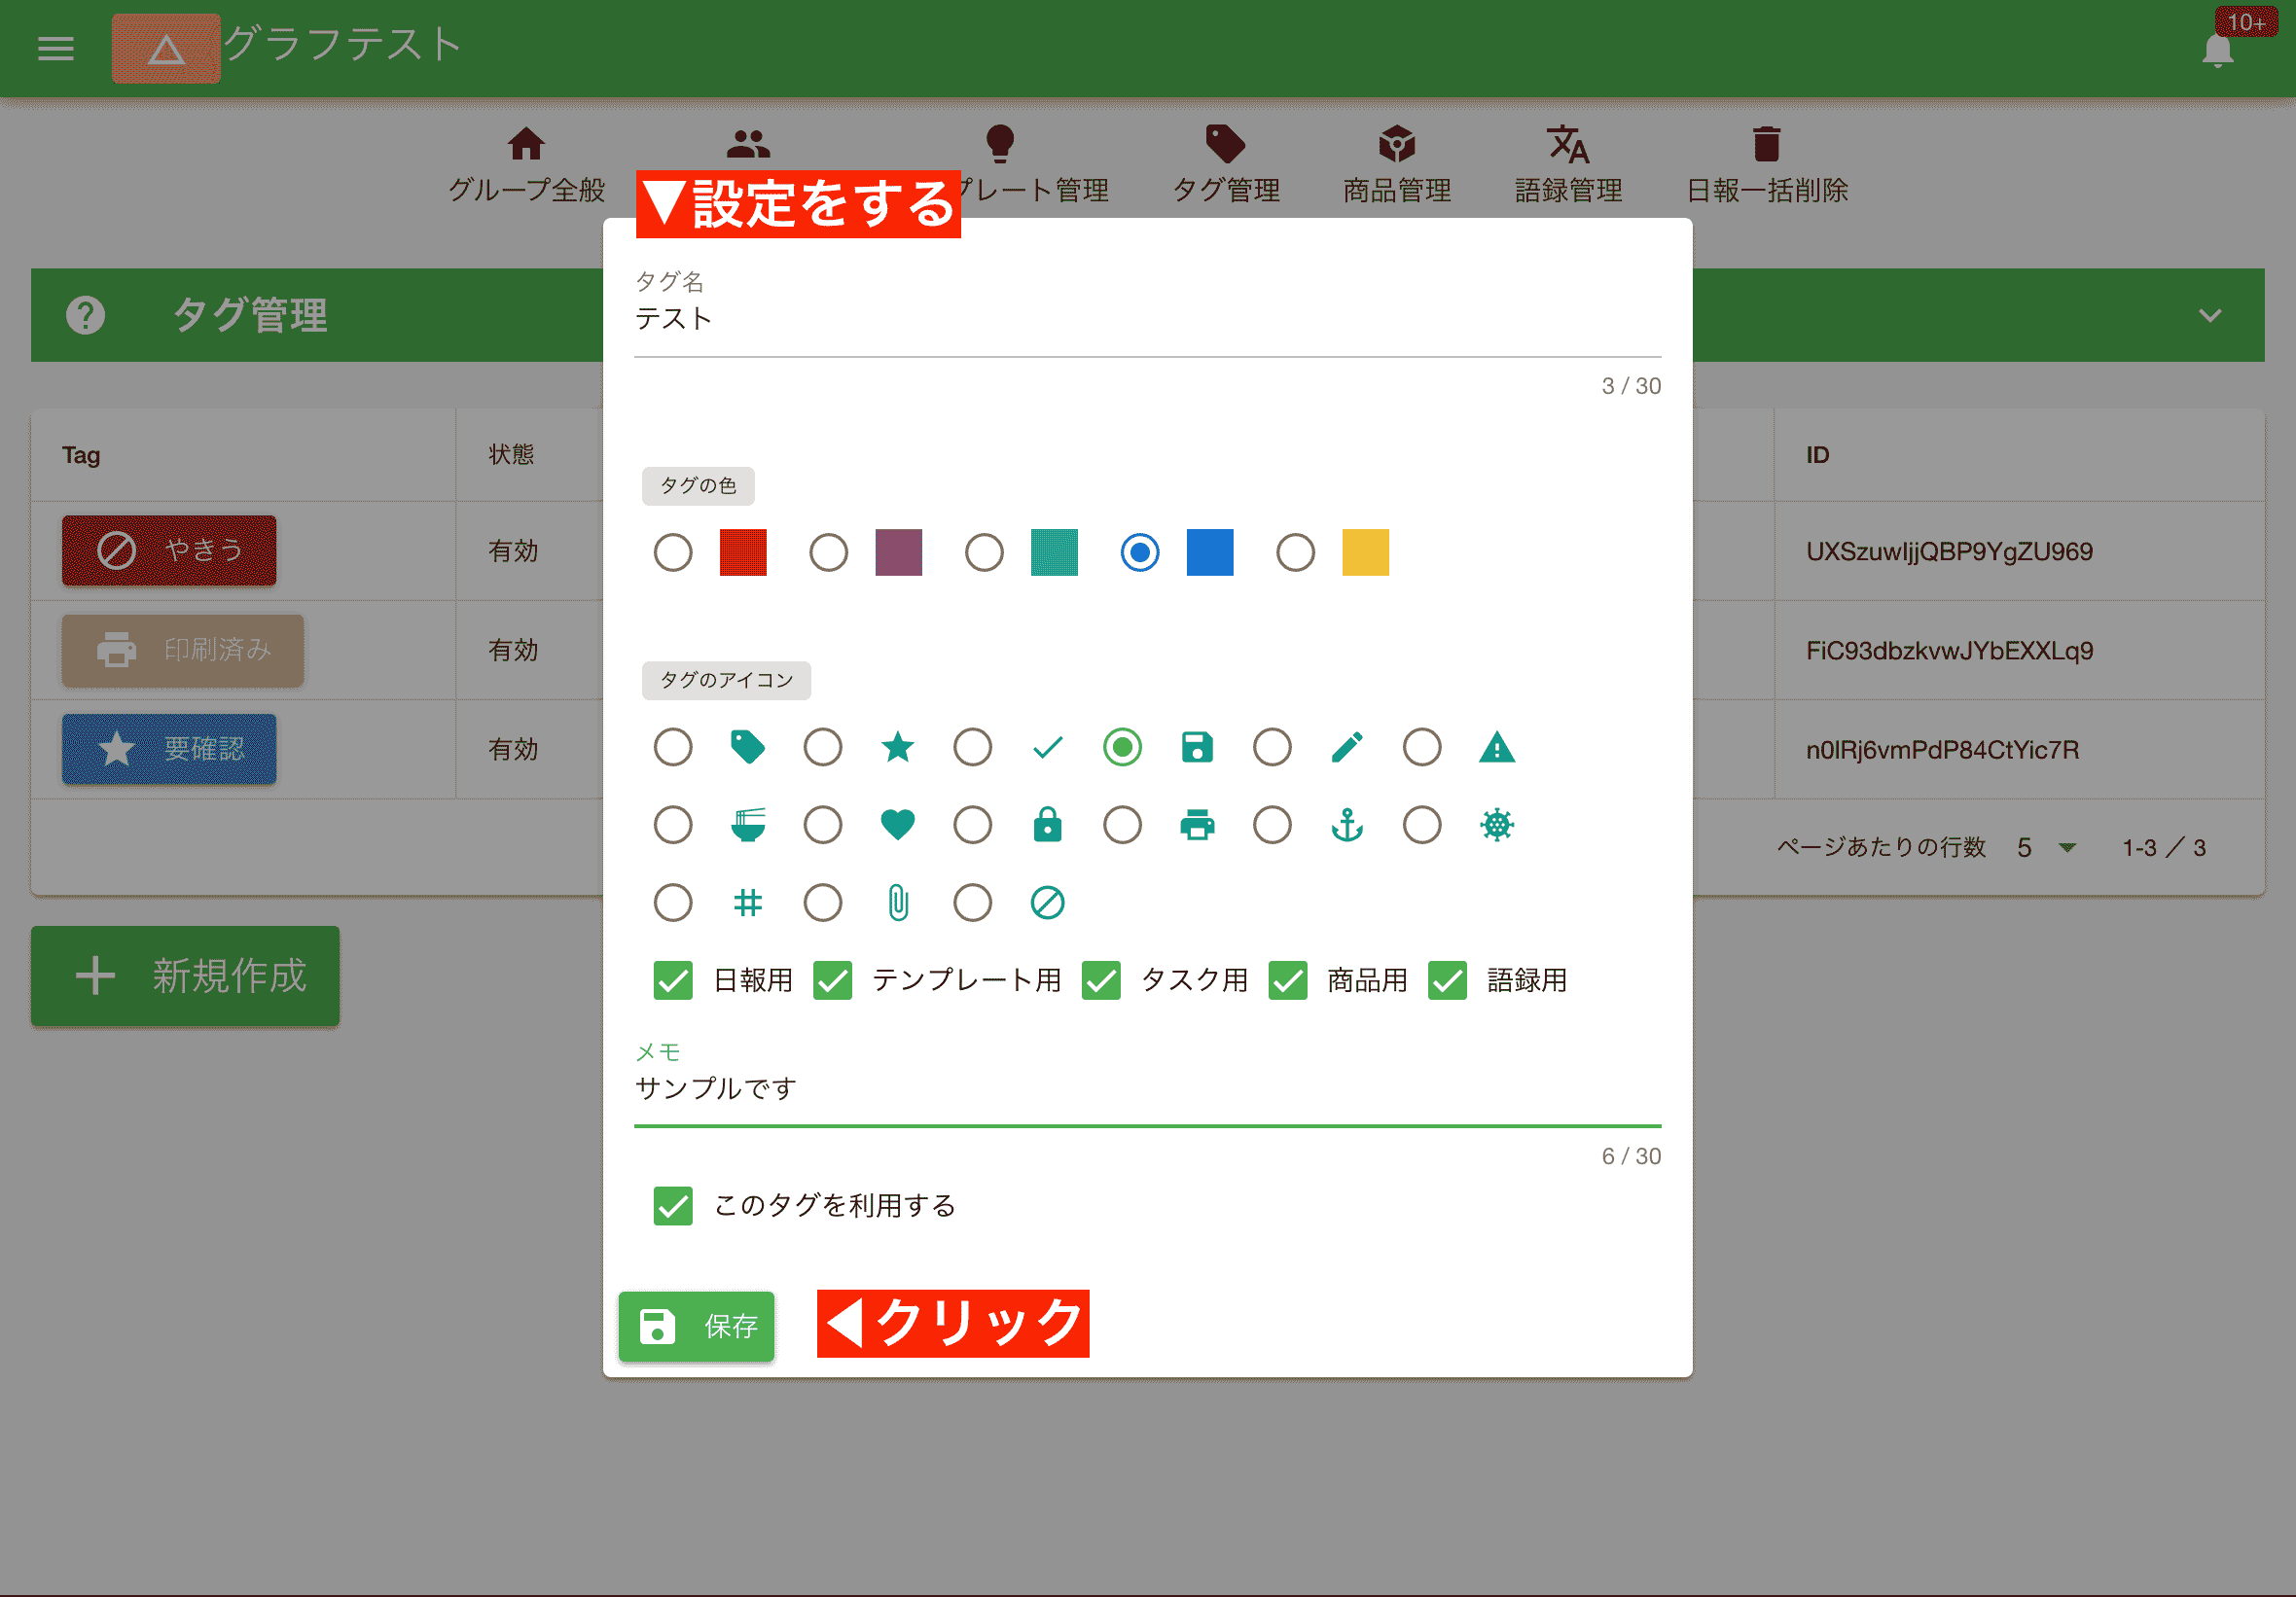 グラフテスト
10+
グループ全般
プレート管理
タグ管理
商品管理
語録管理
日報一括削除
▼設定をする
タグ管理
タグ名
テスト
3 / 30
Tag
状態
ID
やきう
有効
UXSzuwIjjQBP9YgZU969
印刷済み
有効
FiC93dbzkvwJYbEXXLq9
要確認
有効
n0IRj6vmPdP84CtYic7R
ページあたりの行数 5
1-3 / 3
新規作成
タグの色
タグのアイコン
日報用 テンプレート用 タスク用 商品用 語録用
メモ
サンプルです
6 / 30
このタグを利用する
保存
◀クリック